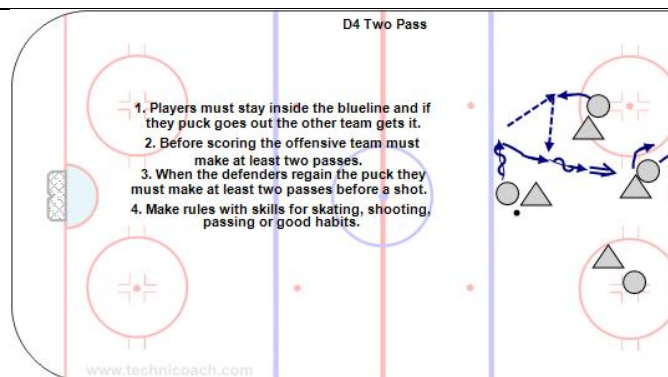 D4 Two Pass
1. Players must stay inside the blueline and if
they puck goes out the other team gets it.
2. Before scoring the offensive team must
make at least two passes.
3. When the defenders regain the puck they
must make at least two passes before a shot.
4. Make rules with skills for skating, shooting,
passing or good habits.
www.technicoach.com